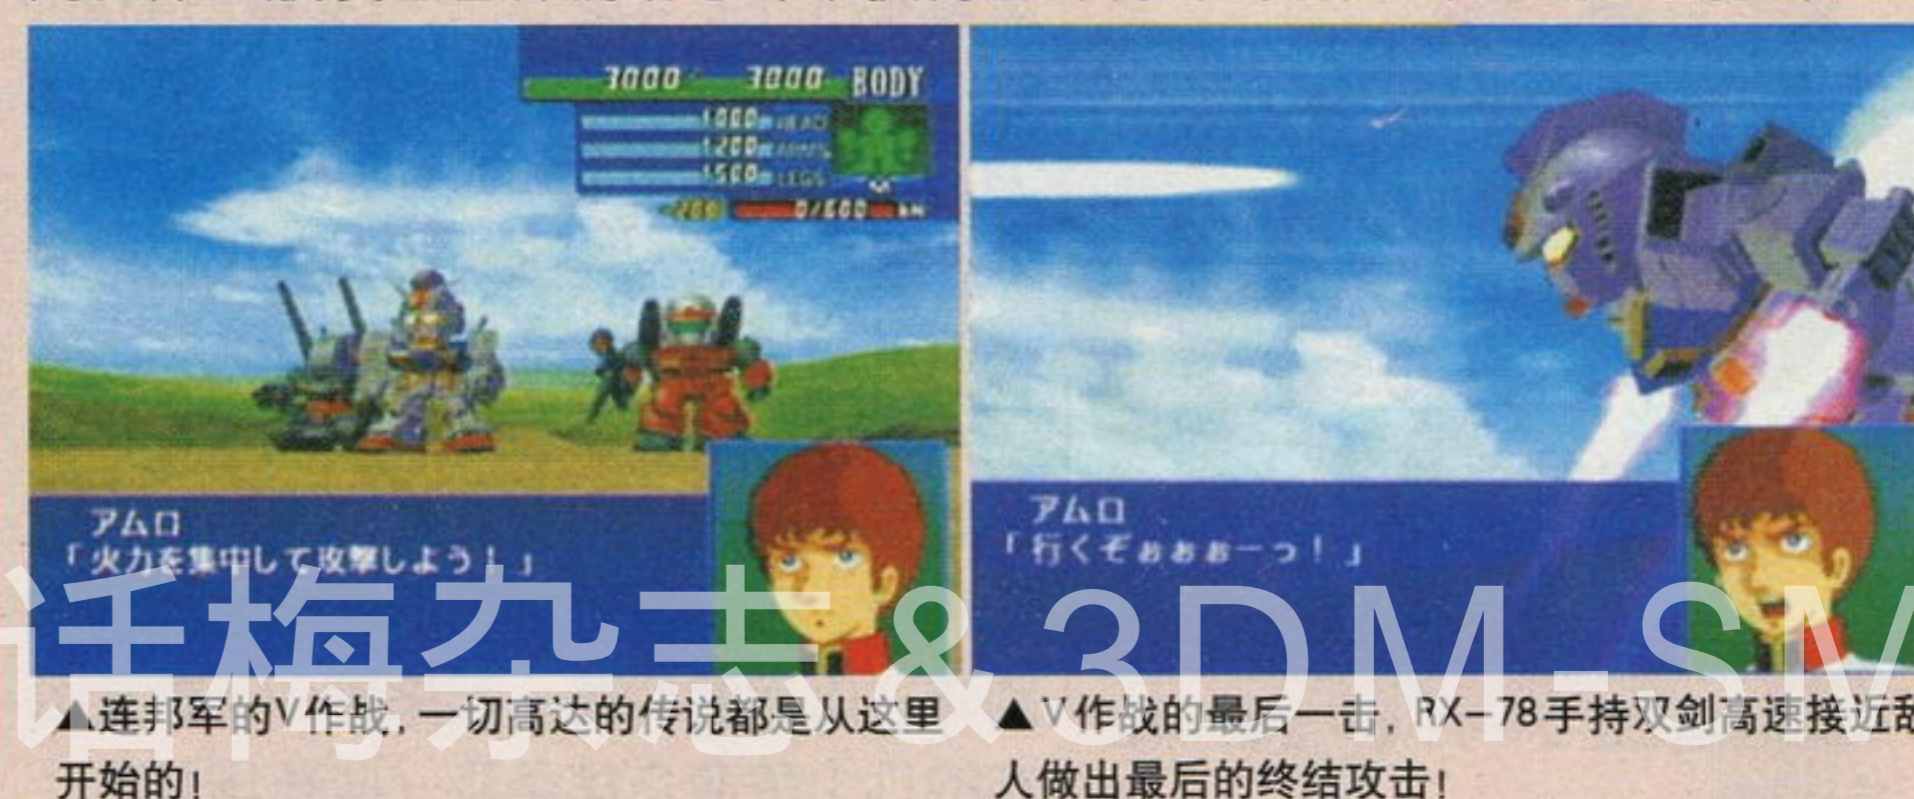 3000 3000 BODY
1000 HEAD
1200 ARMS
1500 LEGS
0/600
アムロ
「火力を集中して攻撃しよう！」
アムロ
「行くぞぉぉぉーっ！」
话梅杂志&3DM-SM
▲连邦军的V作战，一切高达的传说都是从这里
开始的!
▲V作战的最后一击，RX-78手持双剑高速接近敌
人做出最后的终结攻击!